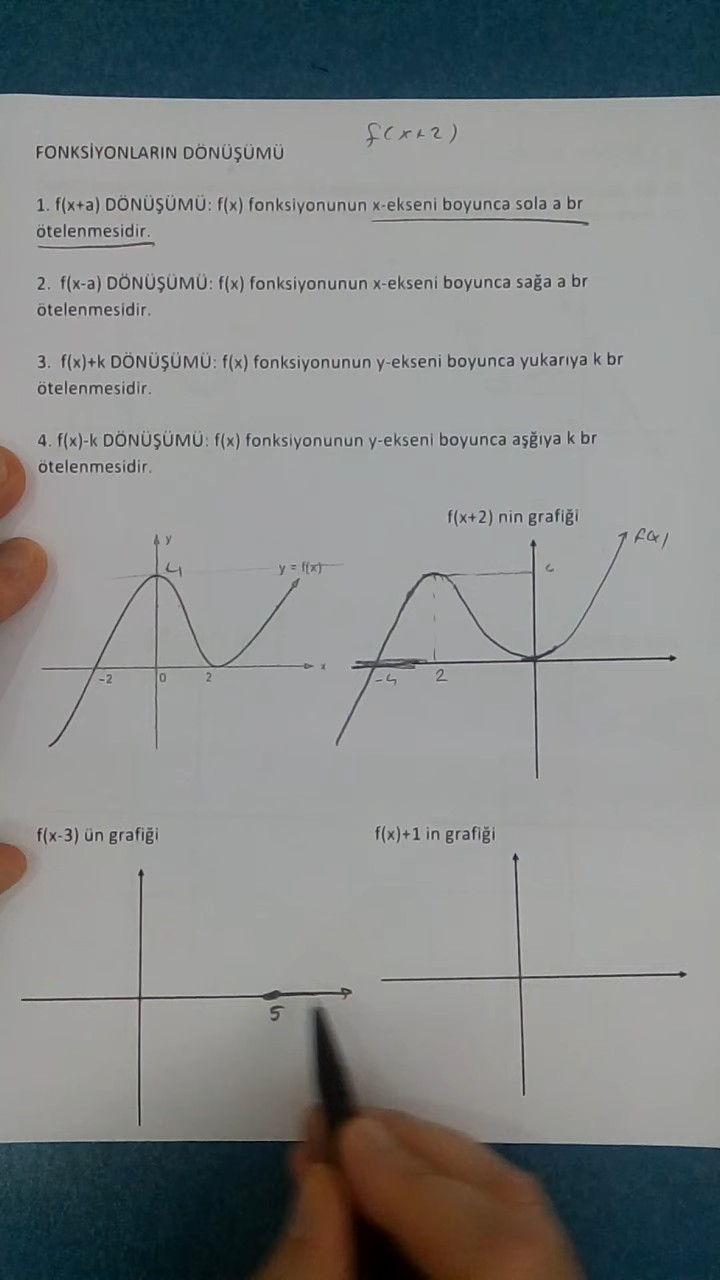 f(x+2)
FONKSİYONLARIN DÖNÜŞÜMÜ
1. f(x+a) DÖNÜŞÜMÜ: f(x) fonksiyonunun x-ekseni boyunca sola a br
ötelenmesidir.
2. f(x-a) DÖNÜŞÜMÜ: f(x) fonksiyonunun x-ekseni boyunca sağa a br
ötelenmesidir.
3. f(x)+k DÖNÜŞÜMÜ: f(x) fonksiyonunun y-ekseni boyunca yukarıya k br
ötelenmesidir.
4. f(x)-k DÖNÜŞÜMÜ: f(x) fonksiyonunun y-ekseni boyunca aşğıya k br
ötelenmesidir.
f(x+2) nin grafiği
y
4
y = f(x)
x
-2
0
2
f(x)
-4
2
f(x-3) ün grafiği
f(x)+1 in grafiği
5